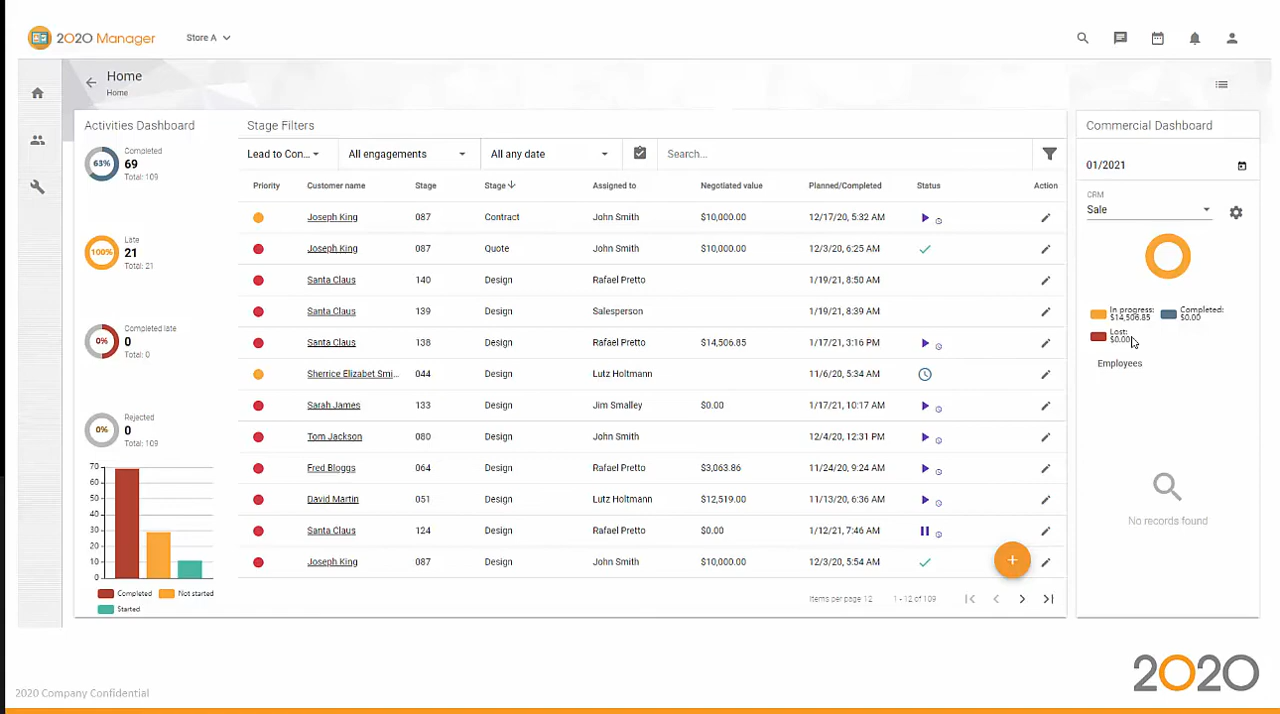 2020 Manager
Store A
Home
Home
Activities Dashboard
Completed
63%
69
Total: 109
Late
100%
21
Total: 21
Completed late
0%
0
Total: 0
Rejected
0%
0
Total: 109
70
60
50
40
30
20
10
0
Completed
Not started
Started
Stage Filters
Lead to Con...
All engagements
All any date
Search...
Priority Customer name Stage Stage Assigned to Negotiated value Planned/Completed Status Action
Joseph King 087 Contract John Smith $10,000.00 12/17/20, 5:32 AM
Joseph King 087 Quote John Smith $10,000.00 12/3/20, 6:25 AM
Santa Claus 140 Design Rafael Pretto 1/19/21, 8:50 AM
Santa Claus 139 Design Salesperson 1/19/21, 8:39 AM
Santa Claus 138 Design Rafael Pretto $14,506.85 1/17/21, 3:16 PM
Sherrice Elizabet Smi... 044 Design Lutz Holtmann 11/6/20, 5:34 AM
Sarah James 133 Design Jim Smalley $0.00 1/17/21, 10:17 AM
Tom Jackson 080 Design John Smith 12/4/20, 12:31 PM
Fred Bloggs 064 Design Rafael Pretto $3,063.86 11/24/20, 9:24 AM
David Martin 051 Design Lutz Holtmann $12,519.00 11/13/20, 6:36 AM
Santa Claus 124 Design Rafael Pretto $0.00 1/12/21, 7:46 AM
Joseph King 087 Design John Smith $10,000.00 12/3/20, 5:54 AM
Items per page 12
1 - 12 of 109
Commercial Dashboard
01/2021
CRM
Sale
In progress:
$14,506.85
Completed:
$0.00
Lost:
$0.00
Employees
No records found
2020 Company Confidential
2020